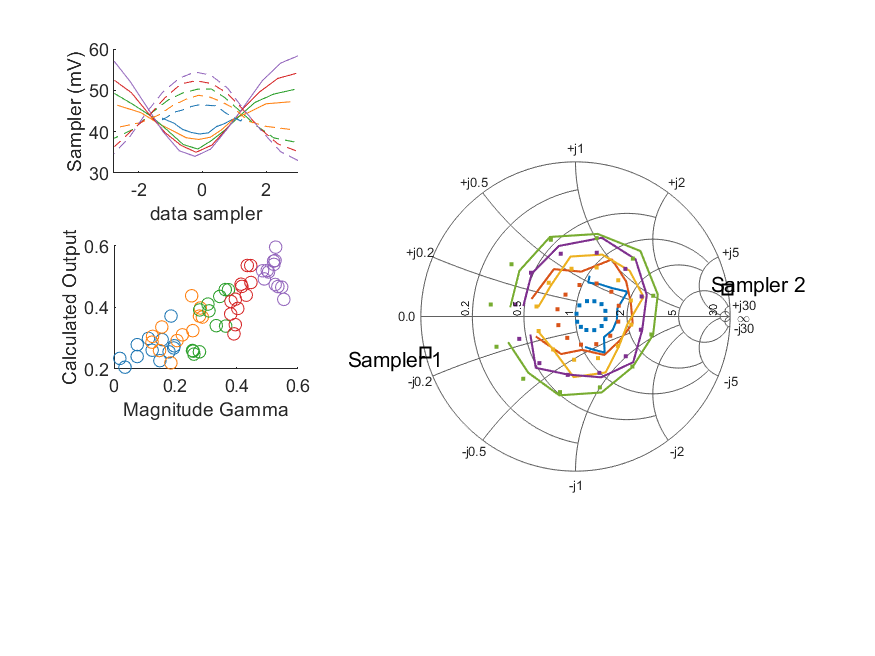 60
50
40
30
Sampler (mV)
-2 0 2
data sampler
0.6
0.4
0.2
Calculated Output
0 0.2 0.4 0.6
Magnitude Gamma
+j1
+j0.5 +j2
+j0.2 +j5
Sampler 2
+j30
0.0 0.2 0.5 1 2 5 30 ∞
-j30
Sampler 1
-j0.2 -j5
-j0.5 -j2
-j1